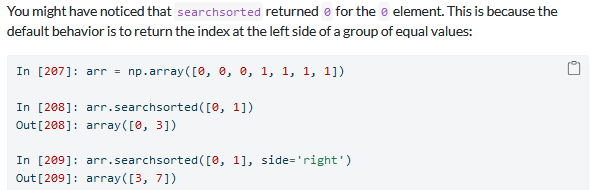 You might have noticed that searchsorted returned 0 for the 0 element. This is because the
default behavior is to return the index at the left side of a group of equal values:
In [207]: arr = np.array([0, 0, 0, 1, 1, 1, 1])
In [208]: arr.searchsorted([0, 1])
Out[208]: array([0, 3])
In [209]: arr.searchsorted([0, 1], side='right')
Out[209]: array([3, 7])